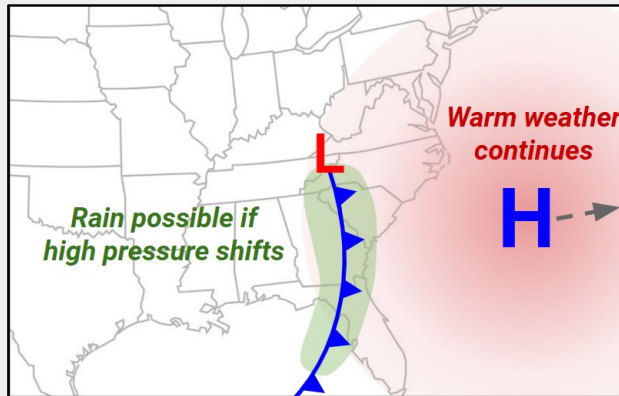 Warm weather
continues
L
H
Rain possible if
high pressure shifts